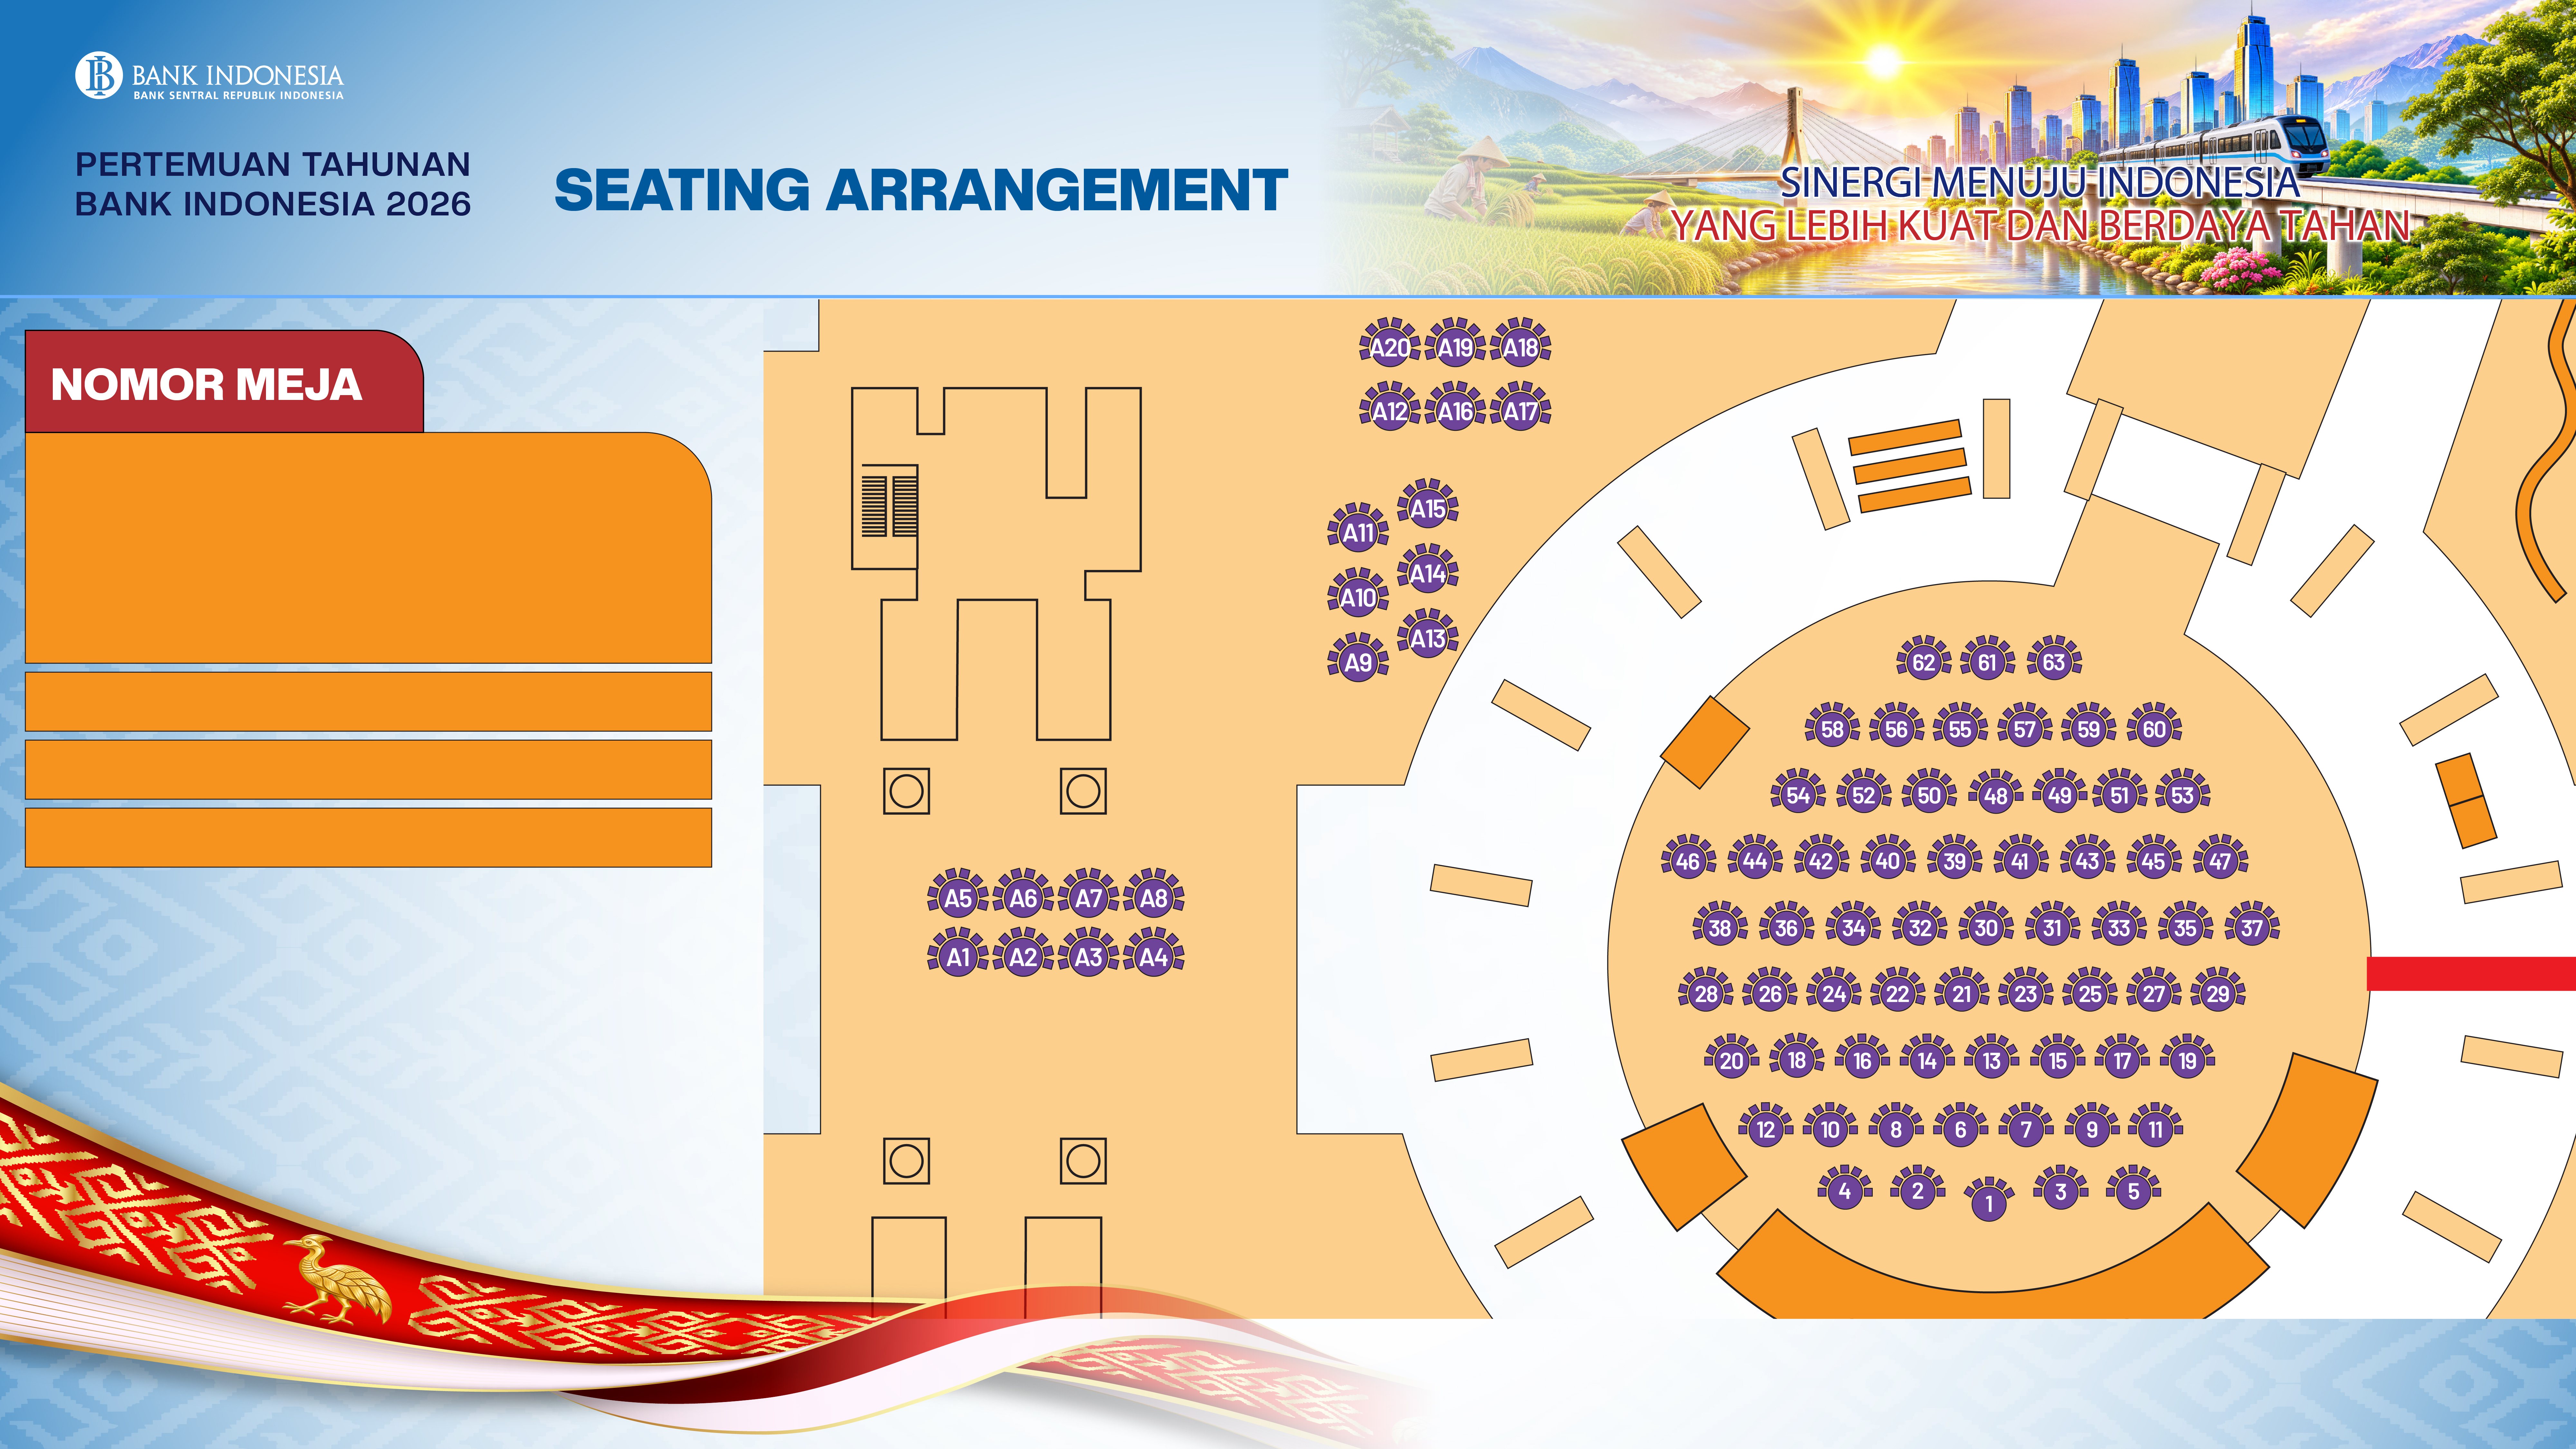 BANK INDONESIA
BANK SENTRAL REPUBLIK INDONESIA
PERTEMUAN TAHUNAN
BANK INDONESIA 2026
SEATING ARRANGEMENT
SINERGI MENUJU INDONESIA
YANG LEBIH KUAT DAN BERDAYA TAHAN
NOMOR MEJA
A20 A19 A18
A12 A16 A17
A15
A11
A14
A10
A13
A9
A5 A6 A7 A8
A1 A2 A3 A4
62 61 63
58 56 55 57 59 60
54 52 50 48 49 51 53
46 44 42 40 39 41 43 45 47
38 36 34 32 30 31 33 35 37
28 26 24 22 21 23 25 27 29
20 18 16 14 13 15 17 19
12 10 8 6 7 9 11
4 2 1 3 5